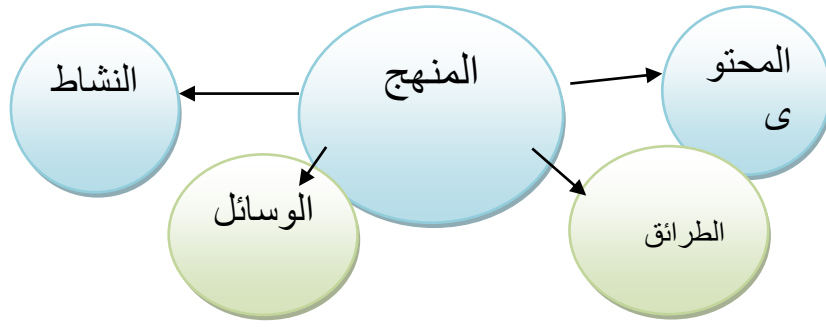 المنهج
المحتو
ى
النشاط
الوسائل
الطرائق